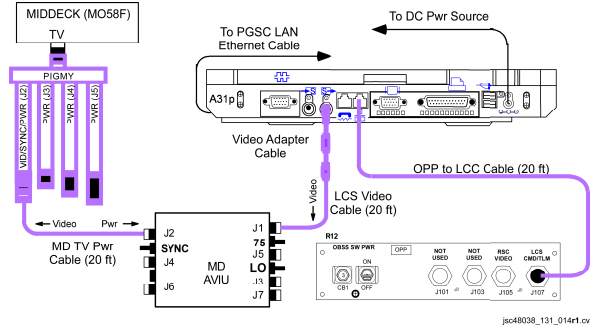 MIDDECK (MO58F)
TV
PIGMY
VID/SYNC/PWR (J2)
PWR (J3)
PWR (J4)
PWR (J5)
To PGSC LAN
Ethernet Cable
To DC Pwr Source
A31p
Video Adapter
Cable
OPP to LCC Cable (20 ft)
Video
LCS Video
Cable (20 ft)
Video
Pwr
MD TV Pwr
Cable (20 ft)
J2
SYNC
J4
J6
MD
AVIU
J1
75
J5
LO
J3
J7
R12
OBSS SW PWR
OPP
ON
3
CB1
OFF
NOT
USED
J101
NOT
USED
J103
RSC
VIDEO
J105
LCS
CMD/TLM
J107
jsc48038_131_014r1.cv